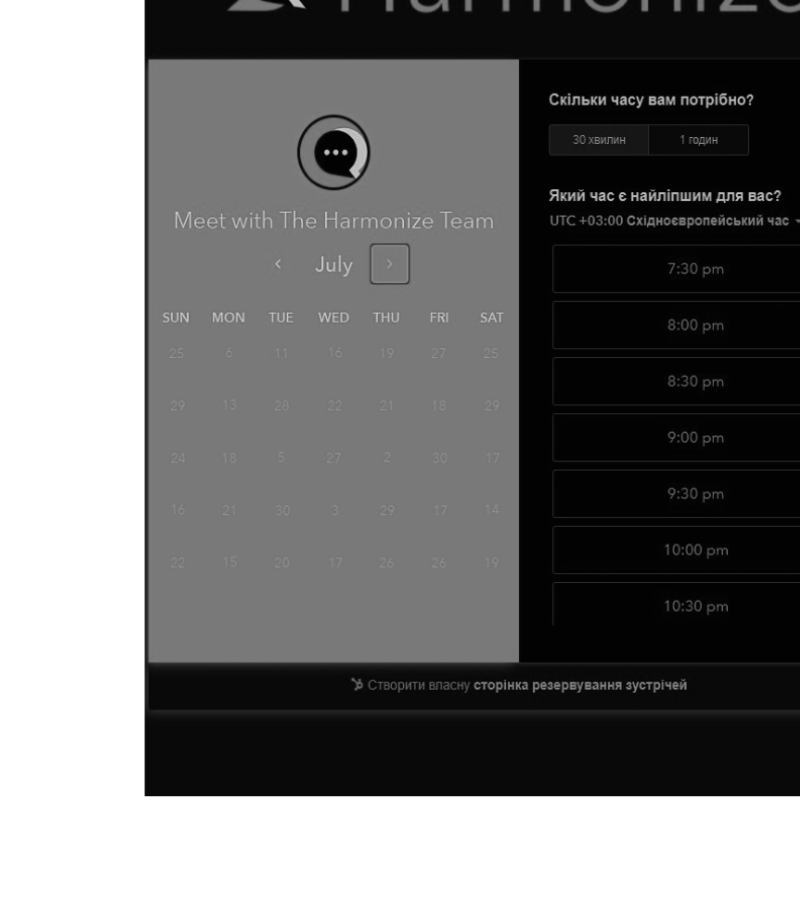 Harmonize
Meet with The Harmonize Team
July
SUN MON TUE WED THU FRI SAT
25 6 11 16 19 27 25
29 13 28 22 21 18 29
24 18 5 27 2 30 17
16 21 30 3 29 17 14
22 15 20 17 26 26 19
Скільки часу вам потрібно?
30 хвилин 1 годин
Який час є найліпшим для вас?
UTC +03:00 Східноєвропейський час
7:30 pm
8:00 pm
8:30 pm
9:00 pm
9:30 pm
10:00 pm
10:30 pm
Створити власну сторінка резервування зустрічей